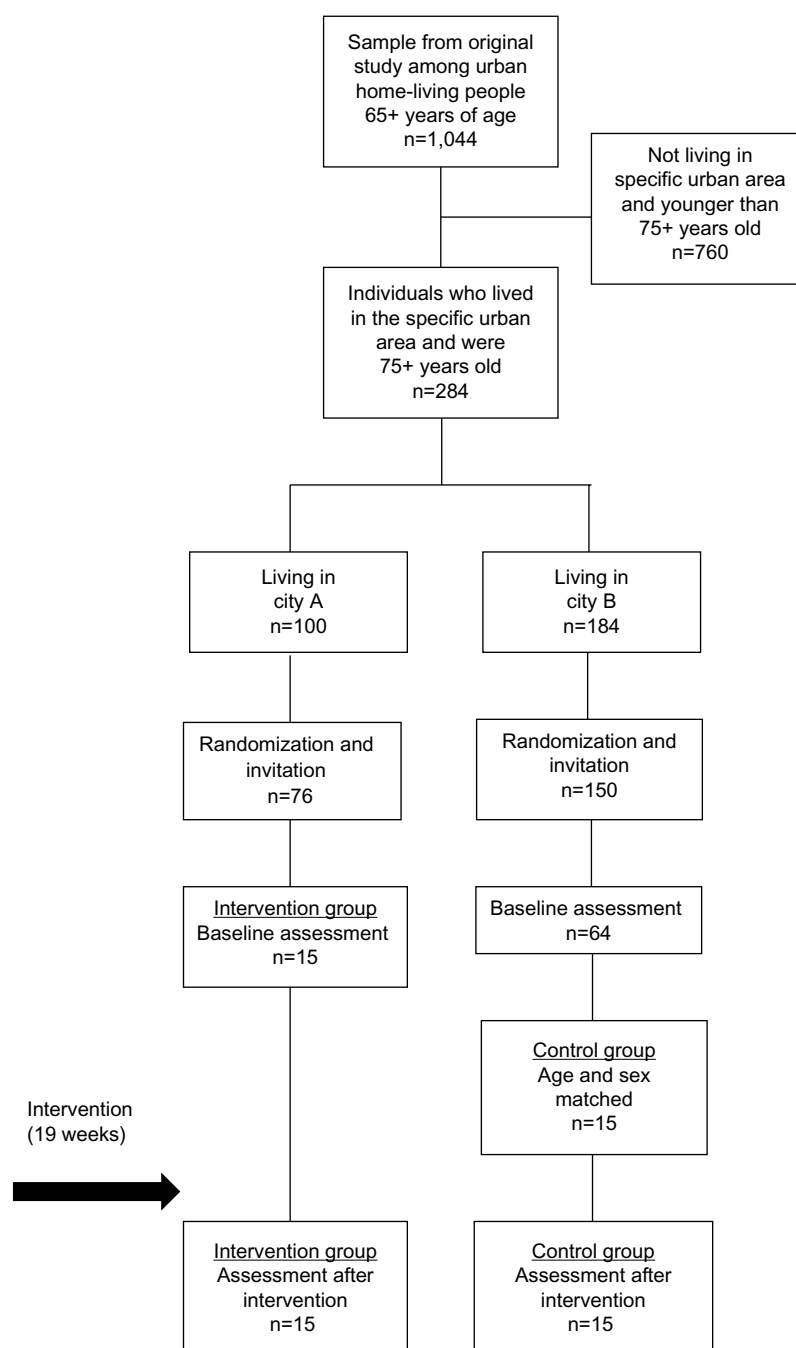 Sample from original
study among urban
home-living people
65+ years of age
n=1,044
Not living in
specific urban area
and younger than
75+ years old
n=760
Individuals who lived
in the specific urban
area and were
75+ years old
n=284
Living in
city A
n=100
Living in
city B
n=184
Randomization and
invitation
n=76
Randomization and
invitation
n=150
Intervention group
Baseline assessment
n=15
Baseline assessment
n=64
Control group
Age and sex
matched
n=15
Intervention
(19 weeks)
Intervention group
Assessment after
intervention
n=15
Control group
Assessment after
intervention
n=15